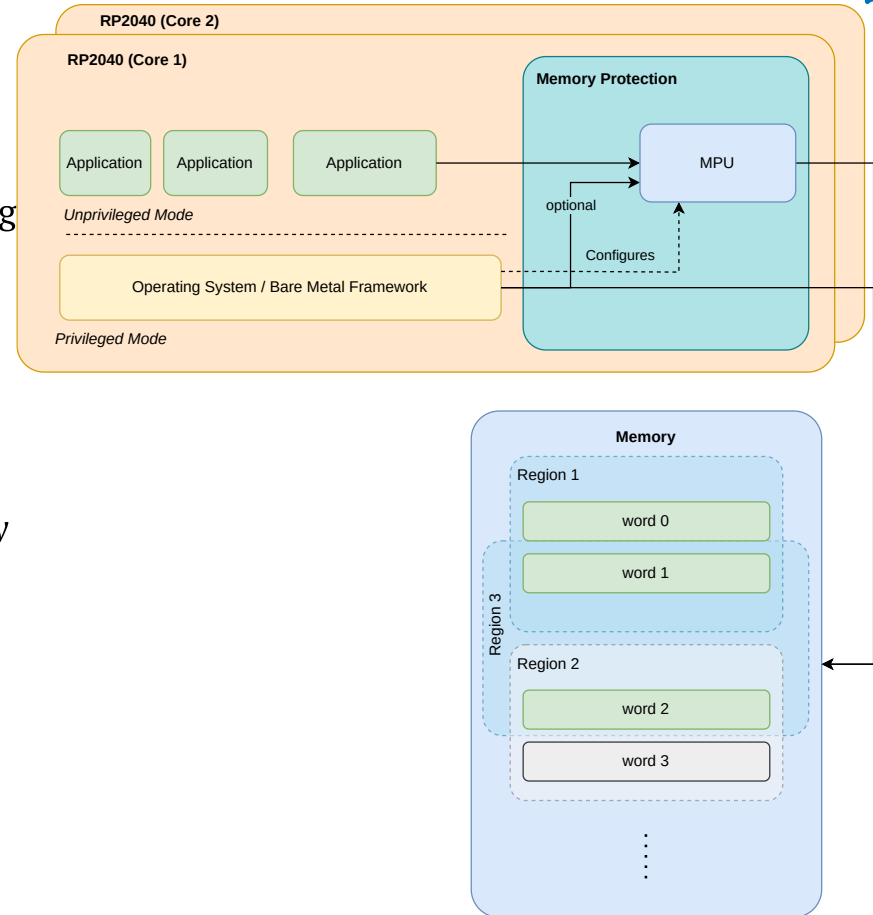 RP2040 (Core 2)
RP2040 (Core 1)
Memory Protection
Application
Application
Application
MPU
g
Unprivileged Mode
optional
Configures
Operating System / Bare Metal Framework
Privileged Mode
Memory
Region 1
word 0
y
word 1
Region 3
Region 2
word 2
word 3